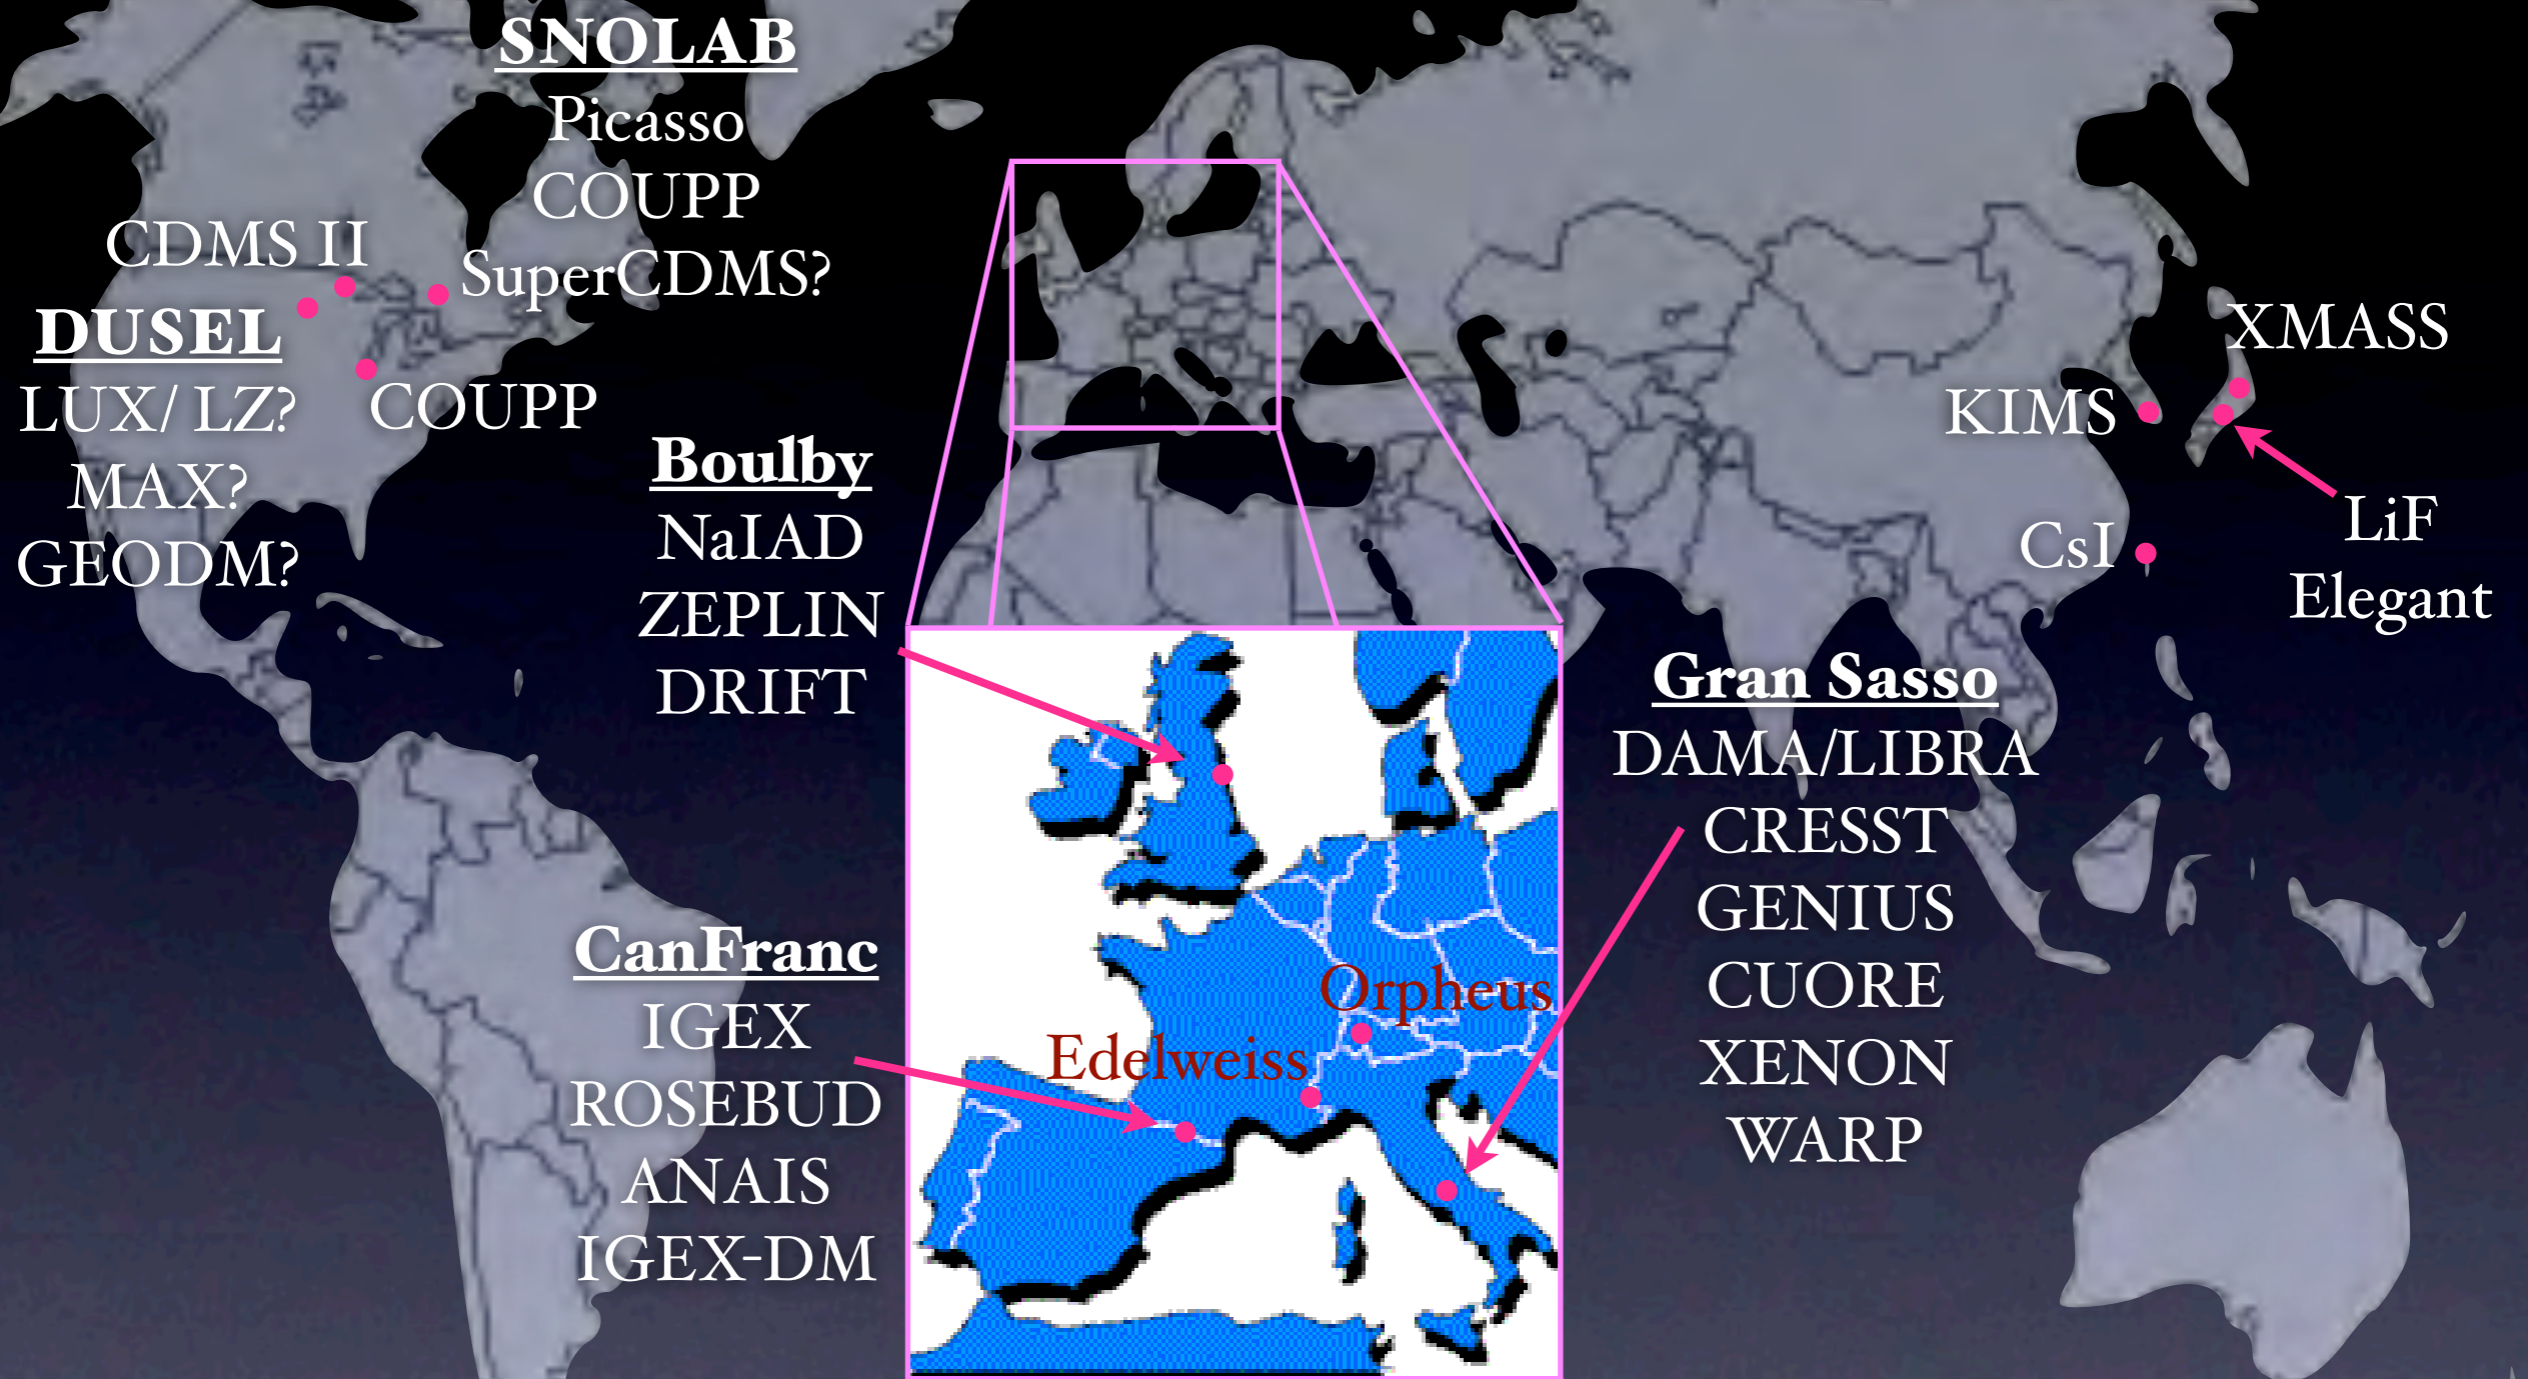 SNOLAB
Picasso
COUPP
SuperCDMS?
CDMS II
DUSEL
LUX/ LZ?
MAX?
GEODM?
COUPP
Boulby
NaIAD
ZEPLIN
DRIFT
CanFranc
IGEX
ROSEBUD
ANAIS
IGEX-DM
Orpheus
Edelweiss
Gran Sasso
DAMA/LIBRA
CRESST
GENIUS
CUORE
XENON
WARP
XMASS
KIMS
CsI
LiF
Elegant